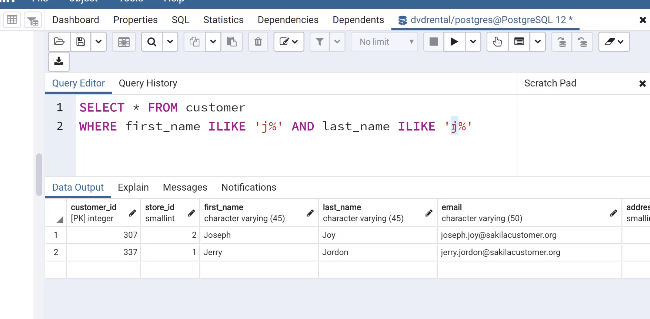 Dashboard Properties SQL Statistics Dependencies Dependents dvdrental/postgres@PostgreSQL 12 *
No limit
Query Editor Query History Scratch Pad
1 SELECT * FROM customer
2 WHERE first_name ILIKE 'j%' AND last_name ILIKE 'j%'
Data Output Explain Messages Notifications
customer_id store_id first_name last_name email
[PK] integer smallint character varying (45) character varying (45) character varying (50)
1 307 2 Joseph Joy joseph.joy@sakilacustomer.org
2 337 1 Jerry Jordon jerry.jordon@sakilacustomer.org